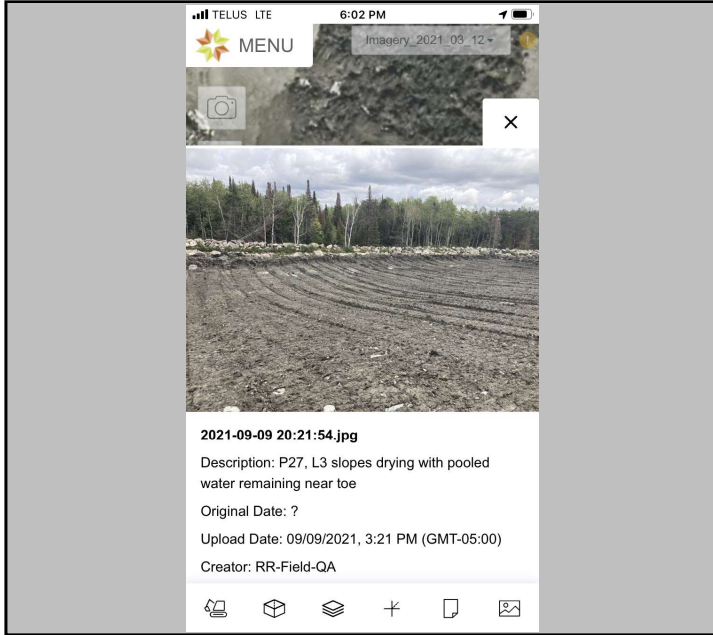 TELUS LTE 6:02 PM
MENU
Imagery_2021_03_12
2021-09-09 20:21:54.jpg
Description: P27, L3 slopes drying with pooled
water remaining near toe
Original Date: ?
Upload Date: 09/09/2021, 3:21 PM (GMT-05:00)
Creator: RR-Field-QA